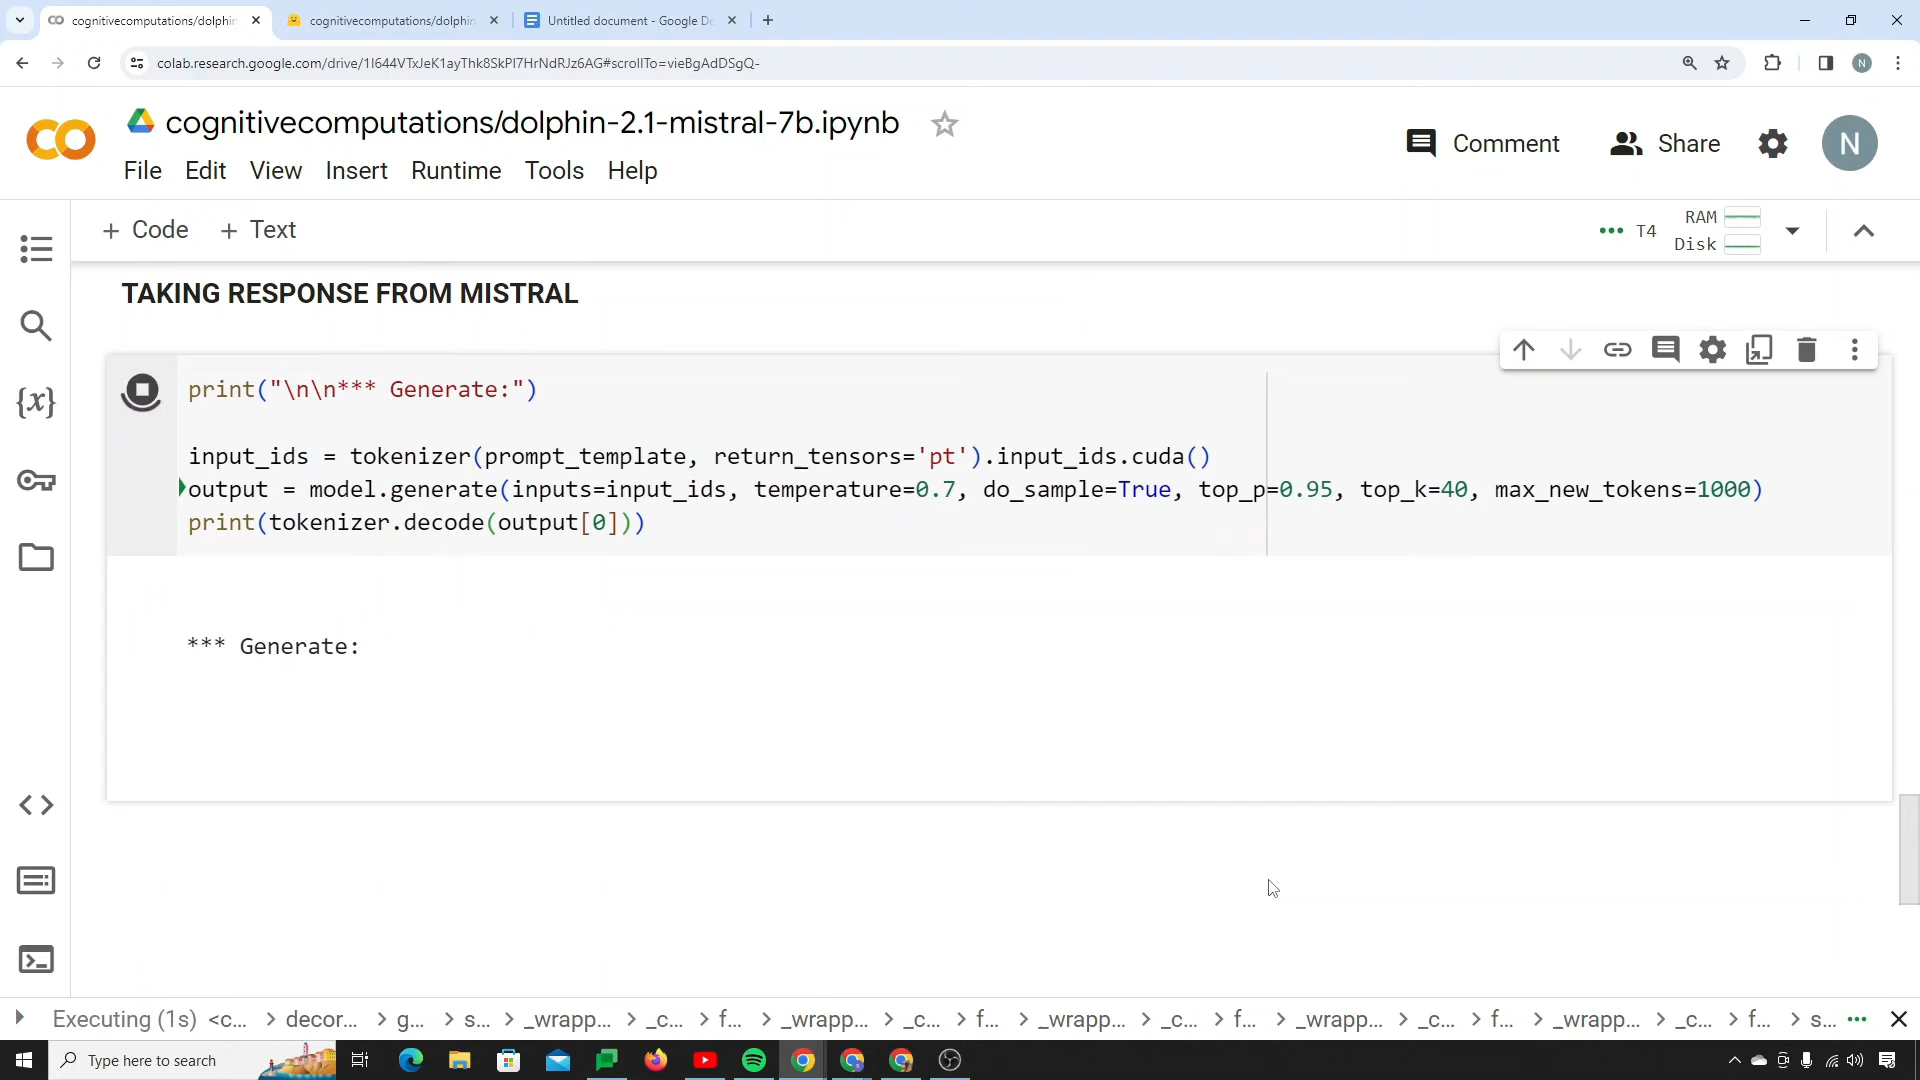 cognitivecomputations/dolphin
cognitivecomputations/dolphin
Untitled document - Google Do
colab.research.google.com/drive/1I644VTxJeK1ayThk8SkPl7HrNdRJz6AG#scrollTo=vieBgAdDSgQ-
N
CO
cognitivecomputations/dolphin-2.1-mistral-7b.ipynb
Comment
Share
N
File Edit View Insert Runtime Tools Help
+ Code + Text
T4
RAM
Disk
TAKING RESPONSE FROM MISTRAL
{x}
print("\n\n*** Generate:")
input_ids = tokenizer(prompt_template, return_tensors='pt').input_ids.cuda()
output = model.generate(inputs=input_ids, temperature=0.7, do_sample=True, top_p=0.95, top_k=40, max_new_tokens=1000)
print(tokenizer.decode(output[0]))
*** Generate:
Executing (1s) <c... > decor... > g... > s... > _wrapp... > _c... > f... > _wrapp... > _c... > f... > _wrapp... > _c... > f... > _wrapp... > _c... > f... > _wrapp... > _c... > f... > s... •••
Type here to search